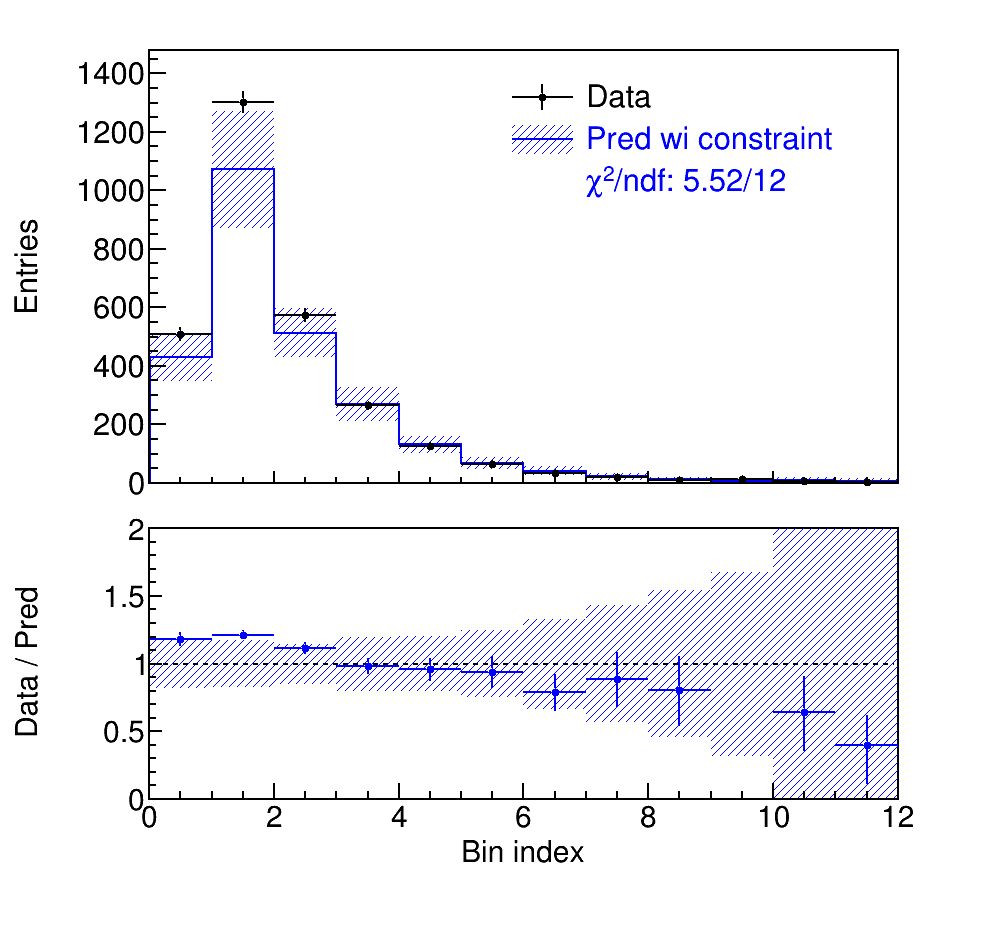 1400
1200
1000
800
600
400
200
0
Entries
Data
Pred wi constraint
χ²/ndf: 5.52/12
2
1.5
1
0.5
0
Data / Pred
0 2 4 6 8 10 12
Bin index